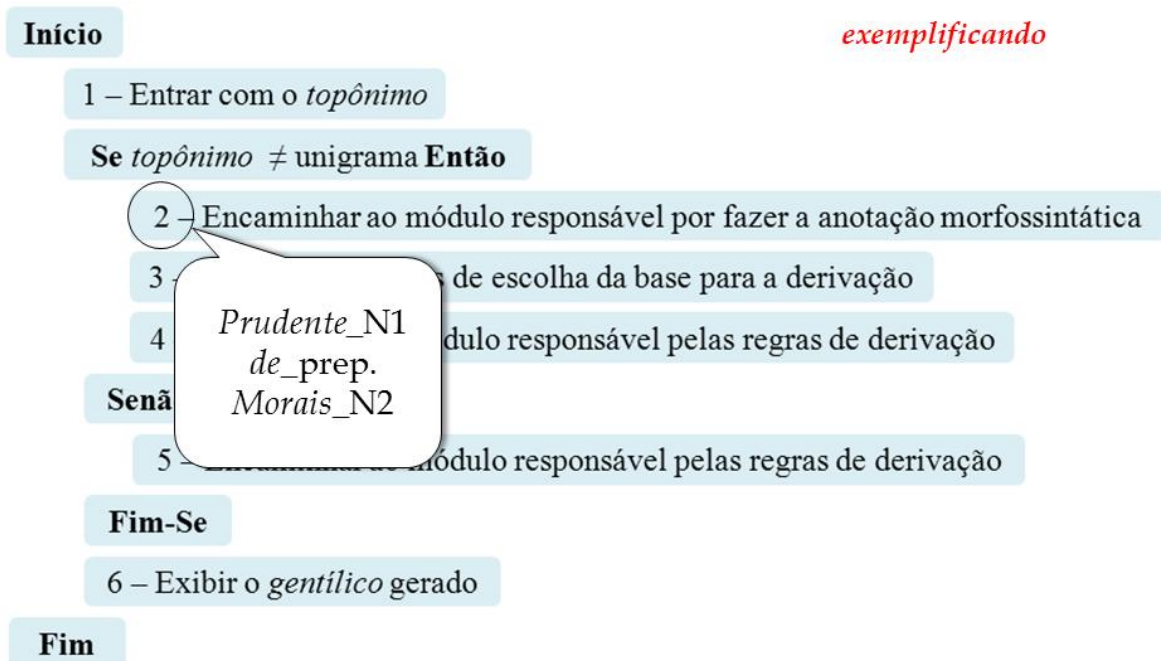 Início
exemplificando
1 – Entrar com o topônimo
Se topônimo ≠ unigrama Então
2 – Encaminhar ao módulo responsável por fazer a anotação morfossintática
3 de escolha da base para a derivação
4 responsável pelas regras de derivação
Prudente_N1
de_prep.
Morais_N2
5 – módulo responsável pelas regras de derivação
Fim-Se
6 – Exibir o gentílico gerado
Fim